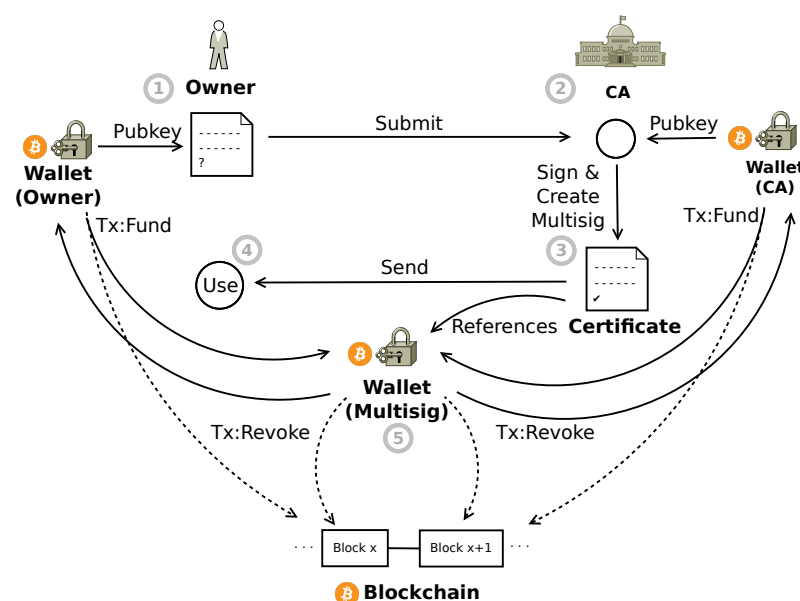 1
Owner
2
CA
Pubkey
------
------
?
Submit
Pubkey
Wallet
(Owner)
Wallet
(CA)
Sign &
Create
Multisig
Tx:Fund
Tx:Fund
4
3
Use
Send
------
------
✔
References
Certificate
Wallet
(Multisig)
5
Tx:Revoke
Tx:Revoke
...
Block x
Block x+1
...
Blockchain